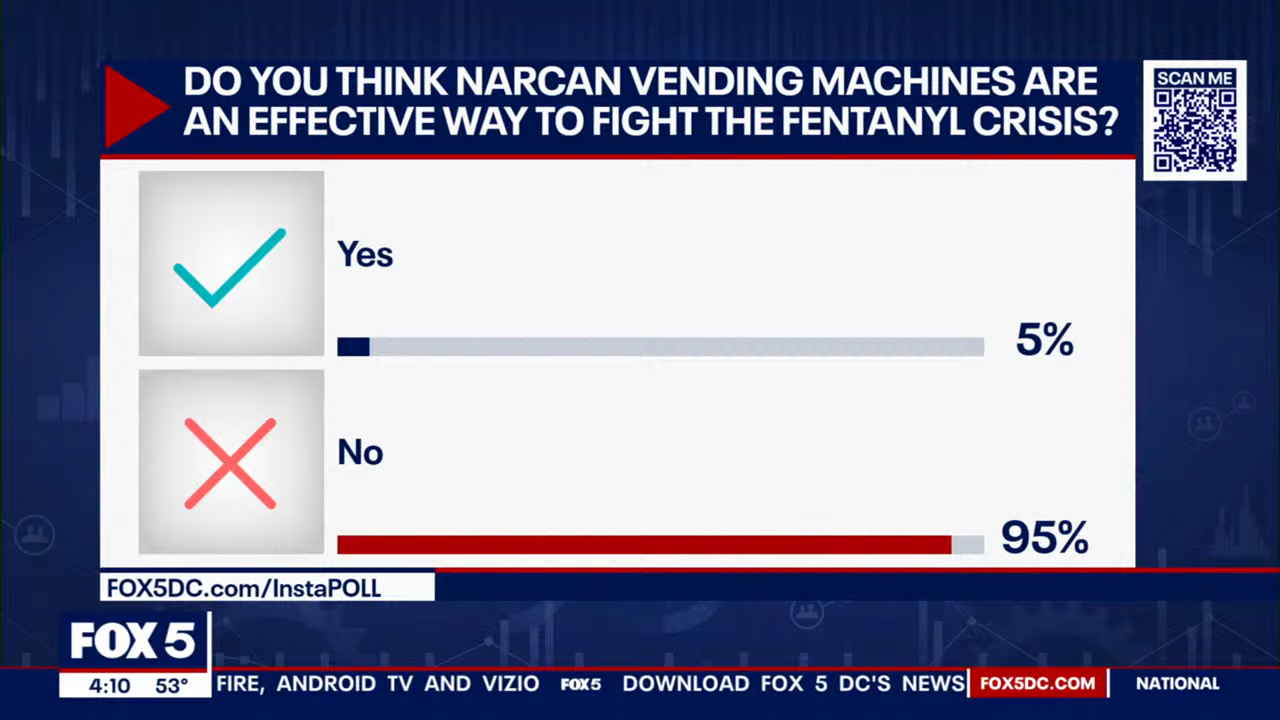 DO YOU THINK NARCAN VENDING MACHINES ARE
AN EFFECTIVE WAY TO FIGHT THE FENTANYL CRISIS?
SCAN ME
Yes
5%
No
95%
FOX5DC.com/InstaPOLL
FOX 5
4:10 53°
FIRE, ANDROID TV AND VIZIO FOX 5 DOWNLOAD FOX 5 DC'S NEWS
FOX5DC.COM
NATIONAL